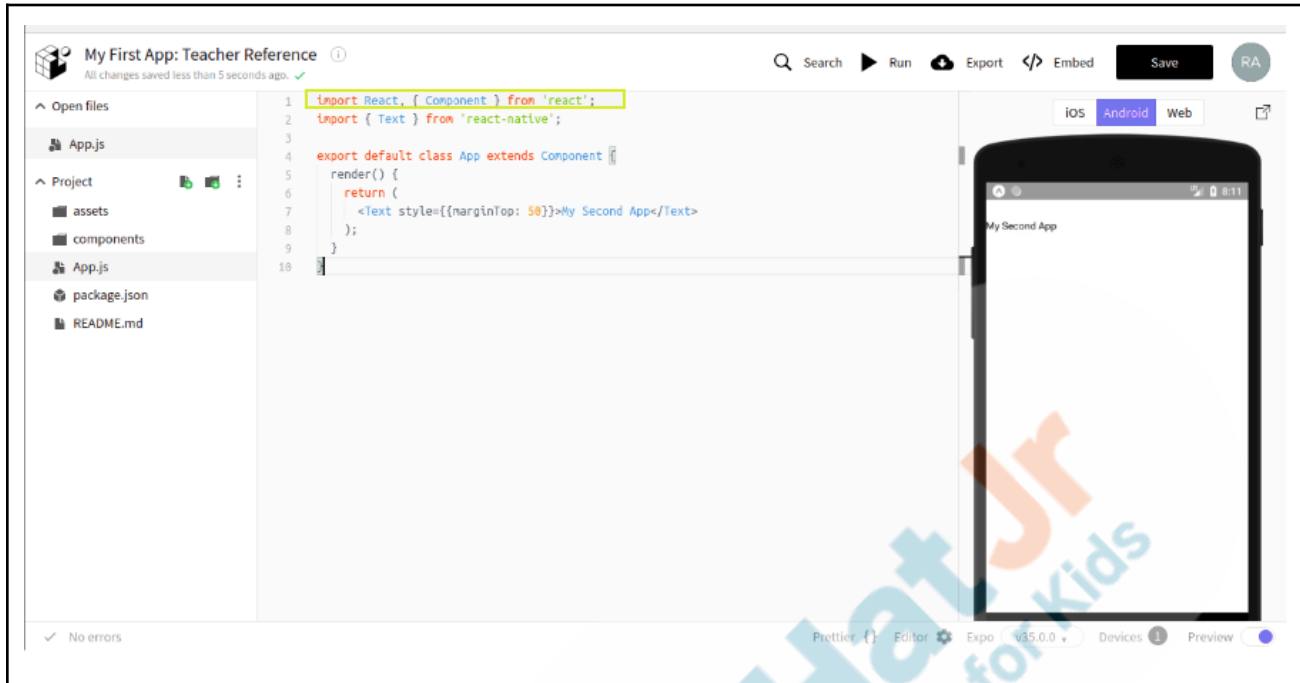 My First App: Teacher Reference
All changes saved less than 5 seconds ago.
Search Run Export </> Embed Save RA
Open files
App.js
Project
assets
components
App.js
package.json
README.md
1 import React, { Component } from 'react';
2 import { Text } from 'react-native';
3
4 export default class App extends Component {
5 render() {
6 return (
7 <Text style={{marginTop: 50}}>My Second App</Text>
8 );
9 }
10 }
iOS Android Web
8:11
My Second App
No errors
Prettier {} Editor Expo v35.0.0 Devices 1 Preview
Hat Jr
for Kids